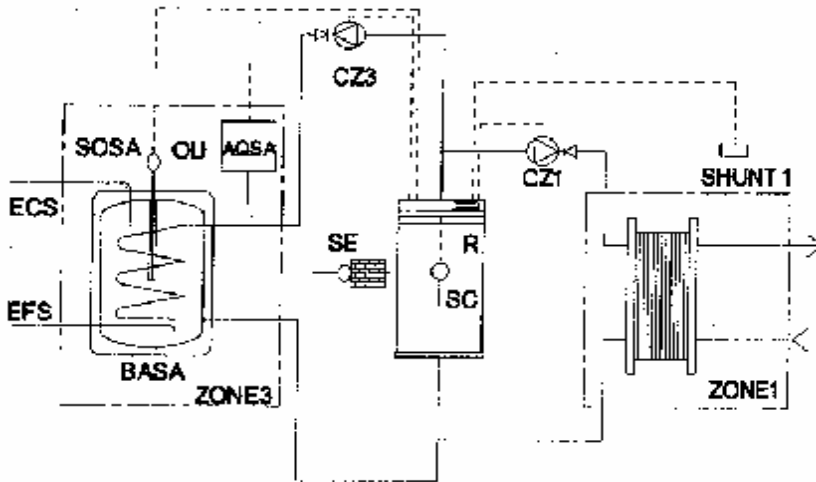 CZ3
SOSA OU AQSA
CZ1 SHUNT 1
ECS
SE R
SC
EFS
BASA
ZONE3 ZONE1